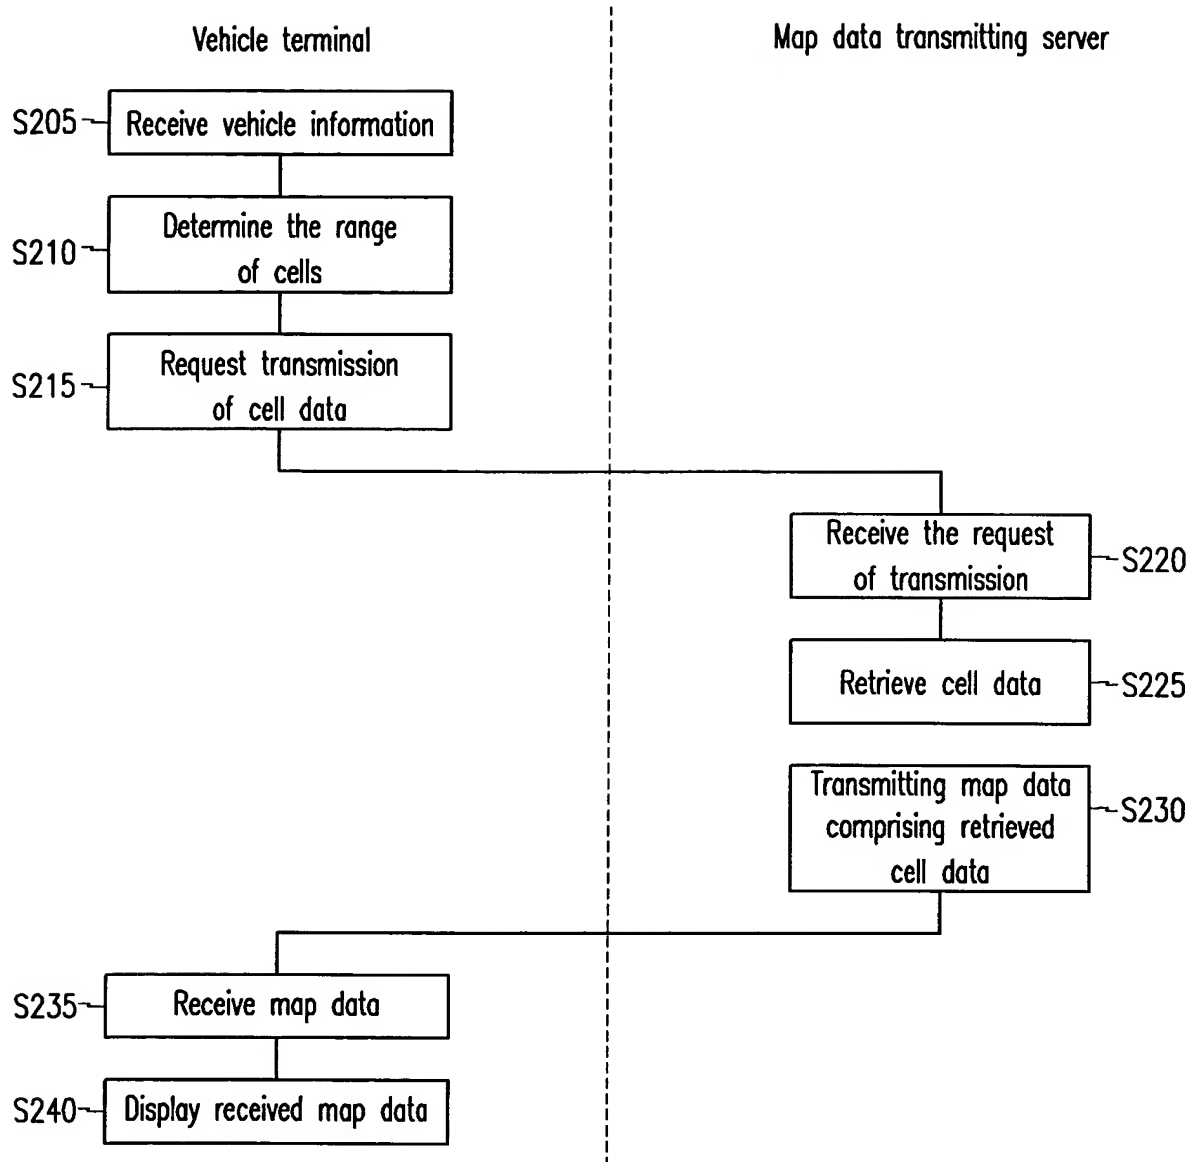 Vehicle terminal
Map data transmitting server
S205
Receive vehicle information
S210
Determine the range
of cells
S215
Request transmission
of cell data
Receive the request
of transmission
S220
Retrieve cell data
S225
Transmitting map data
comprising retrieved
cell data
S230
S235
Receive map data
S240
Display received map data